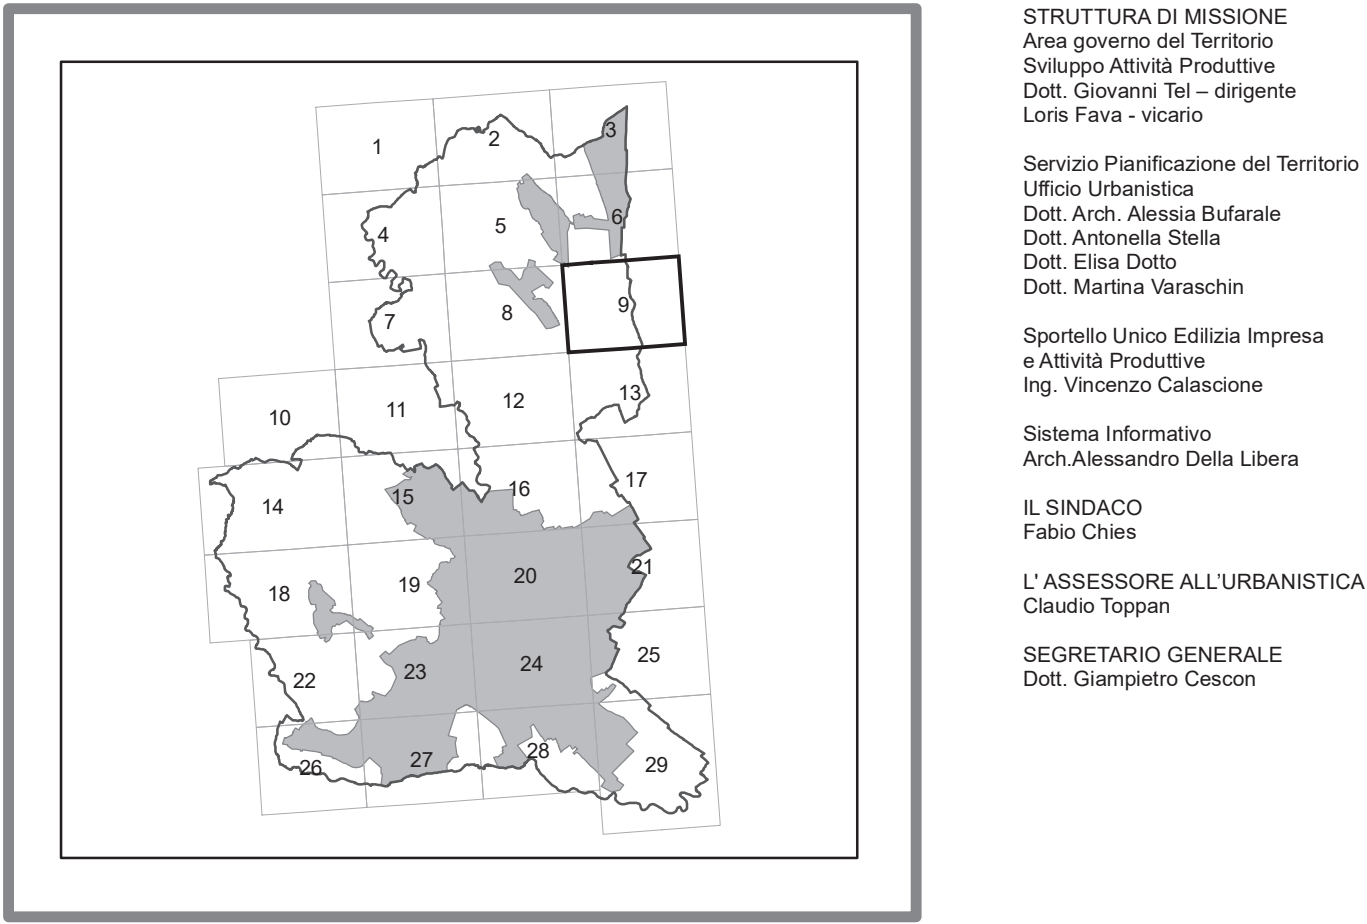 1
2
3
4
5
6
7
8
9
10
11
12
13
14
15
16
17
18
19
20
21
22
23
24
25
26
27
28
29
STRUTTURA DI MISSIONE
Area governo del Territorio
Sviluppo Attività Produttive
Dott. Giovanni Tel – dirigente
Loris Fava - vicario
Servizio Pianificazione del Territorio
Ufficio Urbanistica
Dott. Arch. Alessia Bufarale
Dott. Antonella Stella
Dott. Elisa Dotto
Dott. Martina Varaschin
Sportello Unico Edilizia Impresa
e Attività Produttive
Ing. Vincenzo Calascione
Sistema Informativo
Arch.Alessandro Della Libera
IL SINDACO
Fabio Chies
L' ASSESSORE ALL’URBANISTICA
Claudio Toppan
SEGRETARIO GENERALE
Dott. Giampietro Cescon